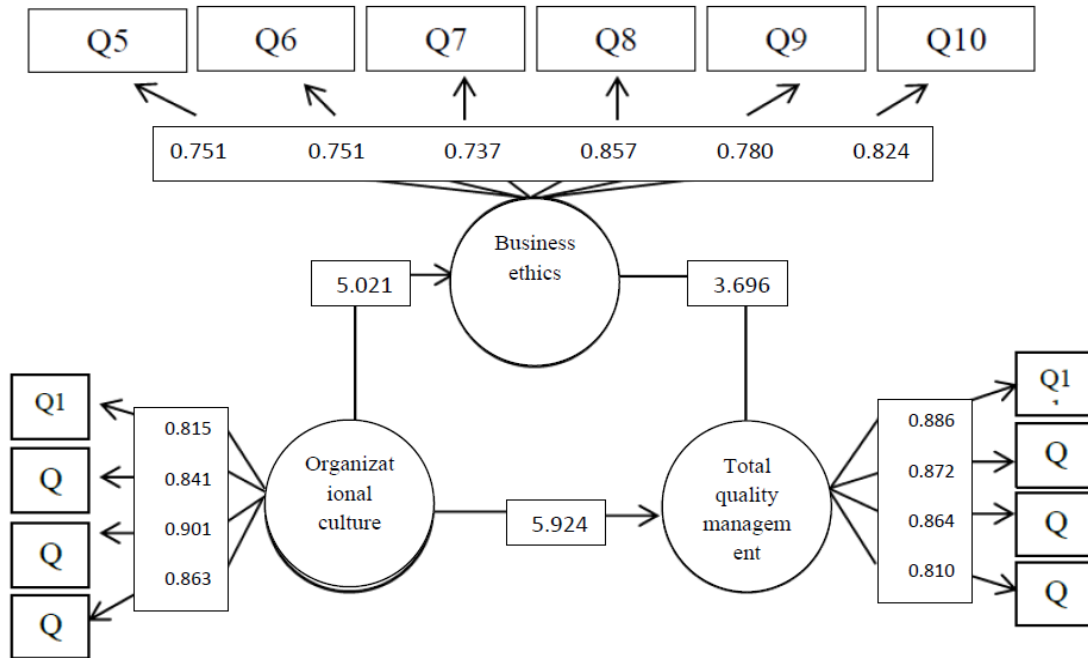 Q5 Q6 Q7 Q8 Q9 Q10
0.751 0.751 0.737 0.857 0.780 0.824
Business
ethics
5.021
3.696
Q1
Q
Q
Q
0.815
0.841
0.901
0.863
Organizat
ional
culture
5.924
Total
quality
managem
ent
0.886
0.872
0.864
0.810
Q1
Q
Q
Q